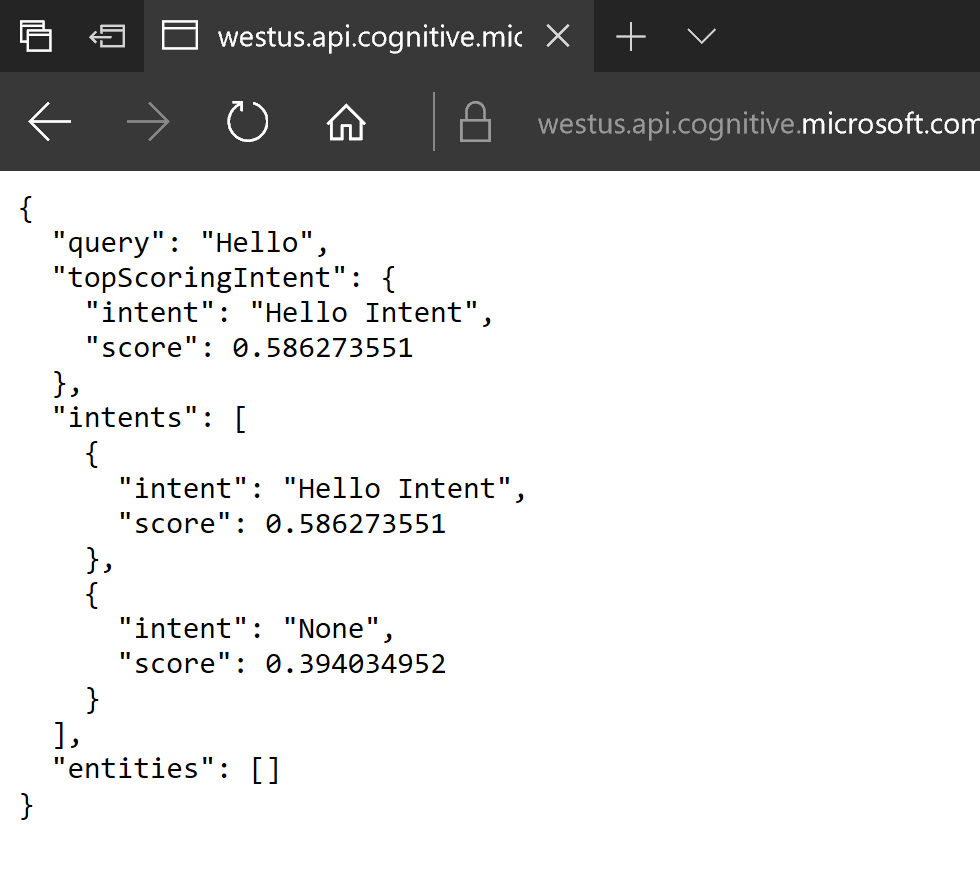 westus.api.cognitive.mic
westus.api.cognitive.microsoft.com
{
  "query": "Hello",
  "topScoringIntent": {
    "intent": "Hello Intent",
    "score": 0.586273551
  },
  "intents": [
    {
      "intent": "Hello Intent",
      "score": 0.586273551
    },
    {
      "intent": "None",
      "score": 0.394034952
    }
  ],
  "entities": []
}